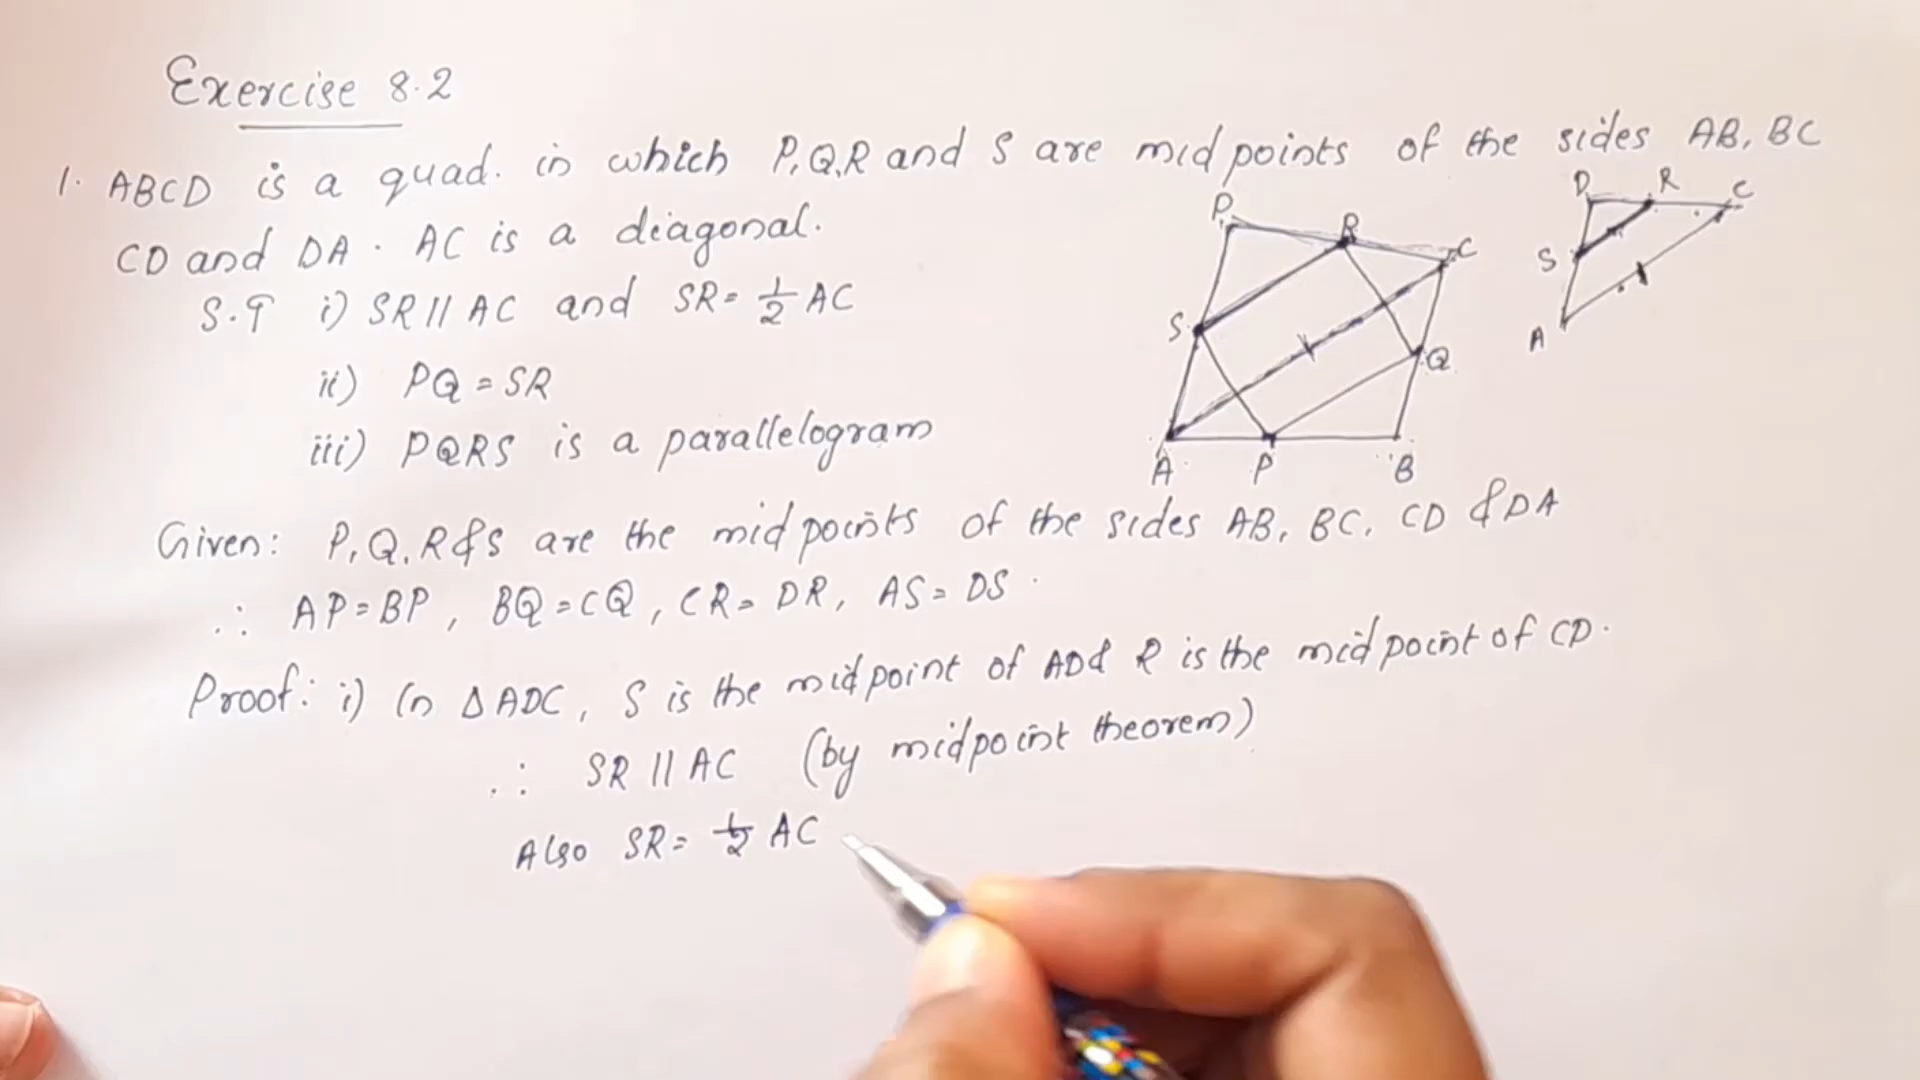 Exercise 8.2
1. ABCD is a quad. in which P,Q,R and S are midpoints of the sides AB, BC
CD and DA. AC is a diagonal.
S.T i) SR // AC and SR = 1/2 AC
ii) PQ = SR
iii) PQRS is a parallelogram
D R C
S Q
A P B
D R C
S
A
Given: P, Q, R & S are the midpoints of the sides AB, BC, CD & DA
∴ AP = BP, BQ = CQ, CR = DR, AS = DS.
Proof: i) In ΔADC, S is the midpoint of AD & R is the midpoint of CD.
∴ SR // AC (by midpoint theorem)
Also SR = 1/2 AC